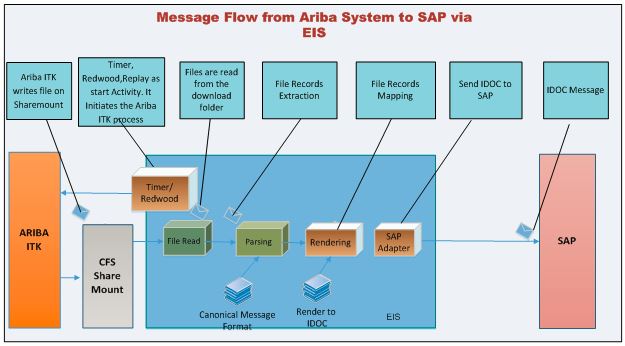 Message Flow from Ariba System to SAP via
EIS
Ariba ITK
writes file on
Sharemount
Timer,
Redwood,Replay as
start Activity. It
Initiates the Ariba
ITK process
Files are read
from the
download
folder
File Records
Extraction
File Records
Mapping
Send IDOC to
SAP
IDOC Message
Timer/
Redwood
ARIBA
ITK
CFS
Share
Mount
File Read
Parsing
Rendering
SAP
Adapter
SAP
Canonical Message
Format
Render to
IDOC
EIS